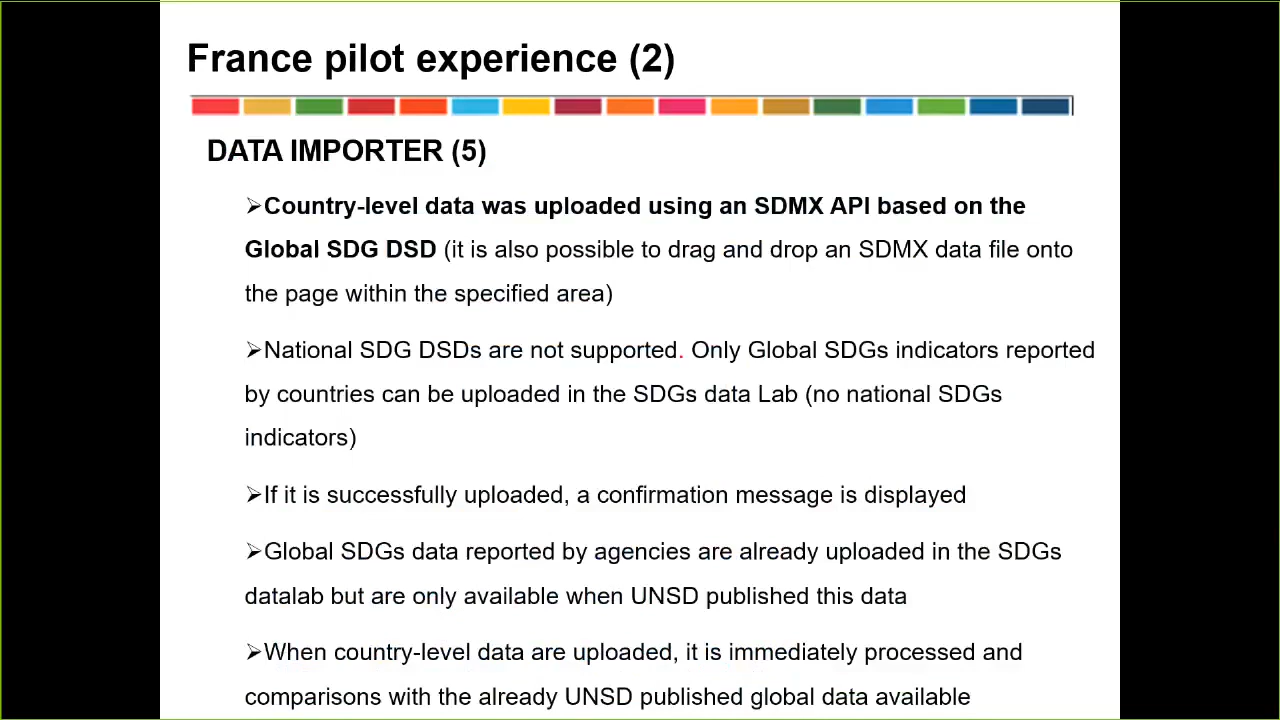 France pilot experience (2)
DATA IMPORTER (5)
➢Country-level data was uploaded using an SDMX API based on the
Global SDG DSD (it is also possible to drag and drop an SDMX data file onto
the page within the specified area)
➢National SDG DSDs are not supported. Only Global SDGs indicators reported
by countries can be uploaded in the SDGs data Lab (no national SDGs
indicators)
➢If it is successfully uploaded, a confirmation message is displayed
➢Global SDGs data reported by agencies are already uploaded in the SDGs
datalab but are only available when UNSD published this data
➢When country-level data are uploaded, it is immediately processed and
comparisons with the already UNSD published global data available